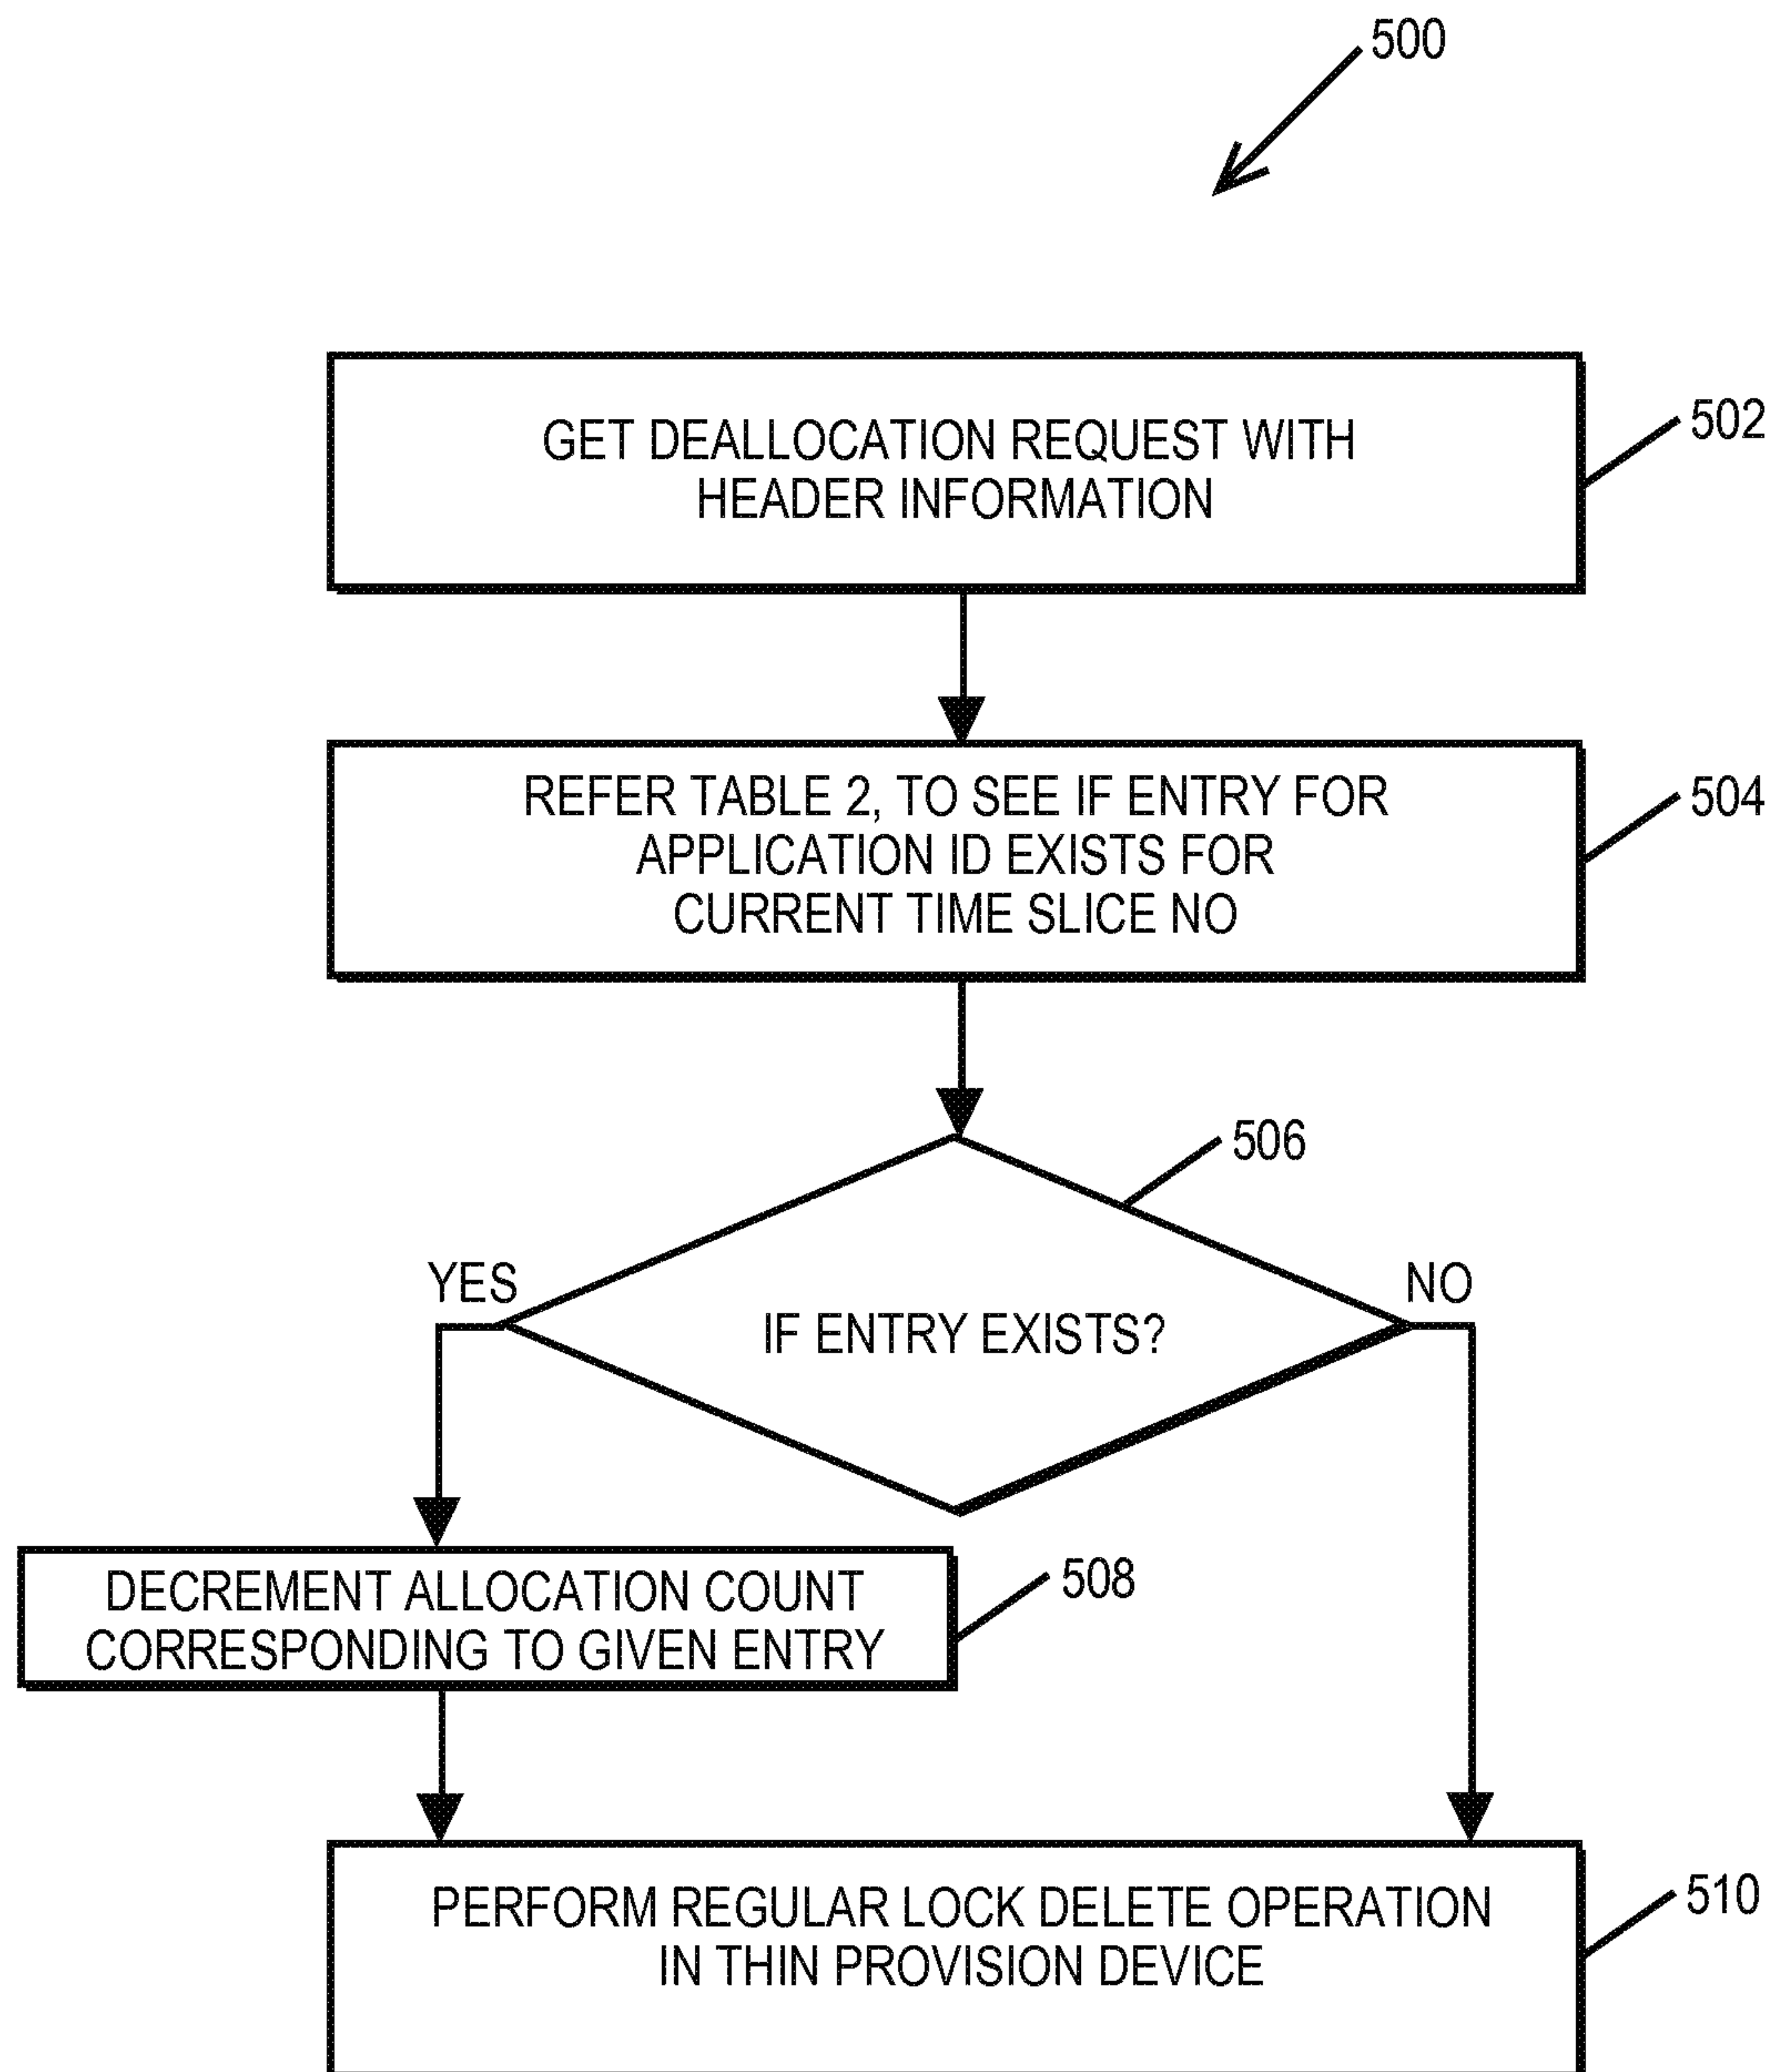 500
GET DEALLOCATION REQUEST WITH
HEADER INFORMATION
502
REFER TABLE 2, TO SEE IF ENTRY FOR
APPLICATION ID EXISTS FOR
CURRENT TIME SLICE NO
504
506
YES
NO
IF ENTRY EXISTS?
DECREMENT ALLOCATION COUNT
CORRESPONDING TO GIVEN ENTRY
508
PERFORM REGULAR LOCK DELETE OPERATION
IN THIN PROVISION DEVICE
510